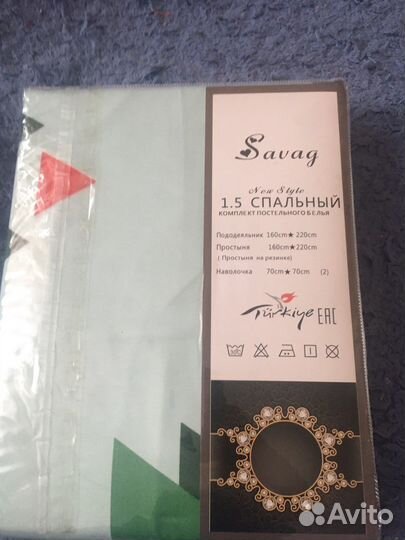 Savag
New Style
1.5 СПАЛЬНЫЙ
КОМПЛЕКТ ПОСТЕЛЬНОГО БЕЛЬЯ
Пододеяльник 160cm★ 220cm
Простыня 160cm★220cm
( Простыня на резинке)
Наволочка 70cm★ 70cm (2)
Türkiye EAC
Avito